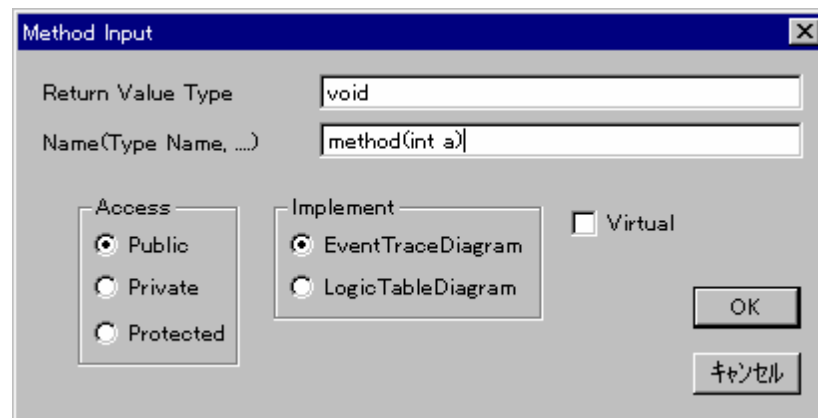 Method Input
Return Value Type
void
Name(Type Name, ....)
method(int a)
Access
Public
Private
Protected
Implement
EventTraceDiagram
LogicTableDiagram
Virtual
OK
キャンセル